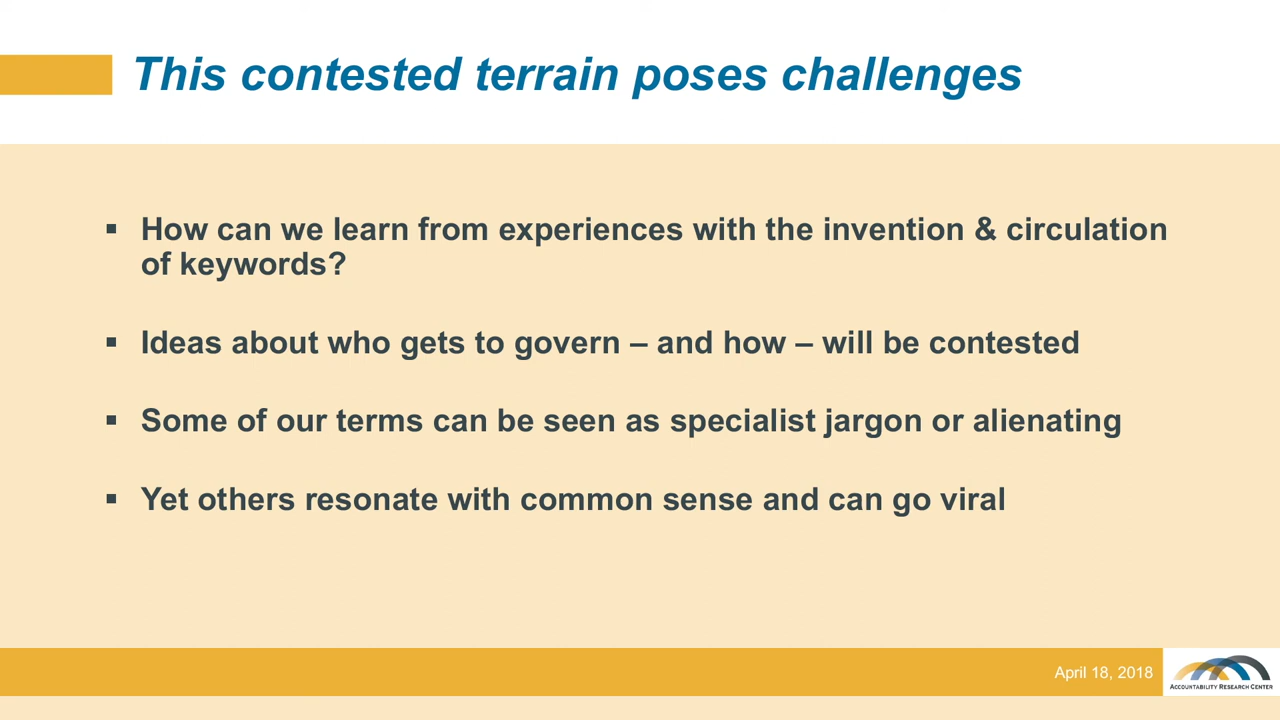 This contested terrain poses challenges
▪ How can we learn from experiences with the invention & circulation
of keywords?
▪ Ideas about who gets to govern – and how – will be contested
▪ Some of our terms can be seen as specialist jargon or alienating
▪ Yet others resonate with common sense and can go viral
April 18, 2018
ACCOUNTABILITY RESEARCH CENTER